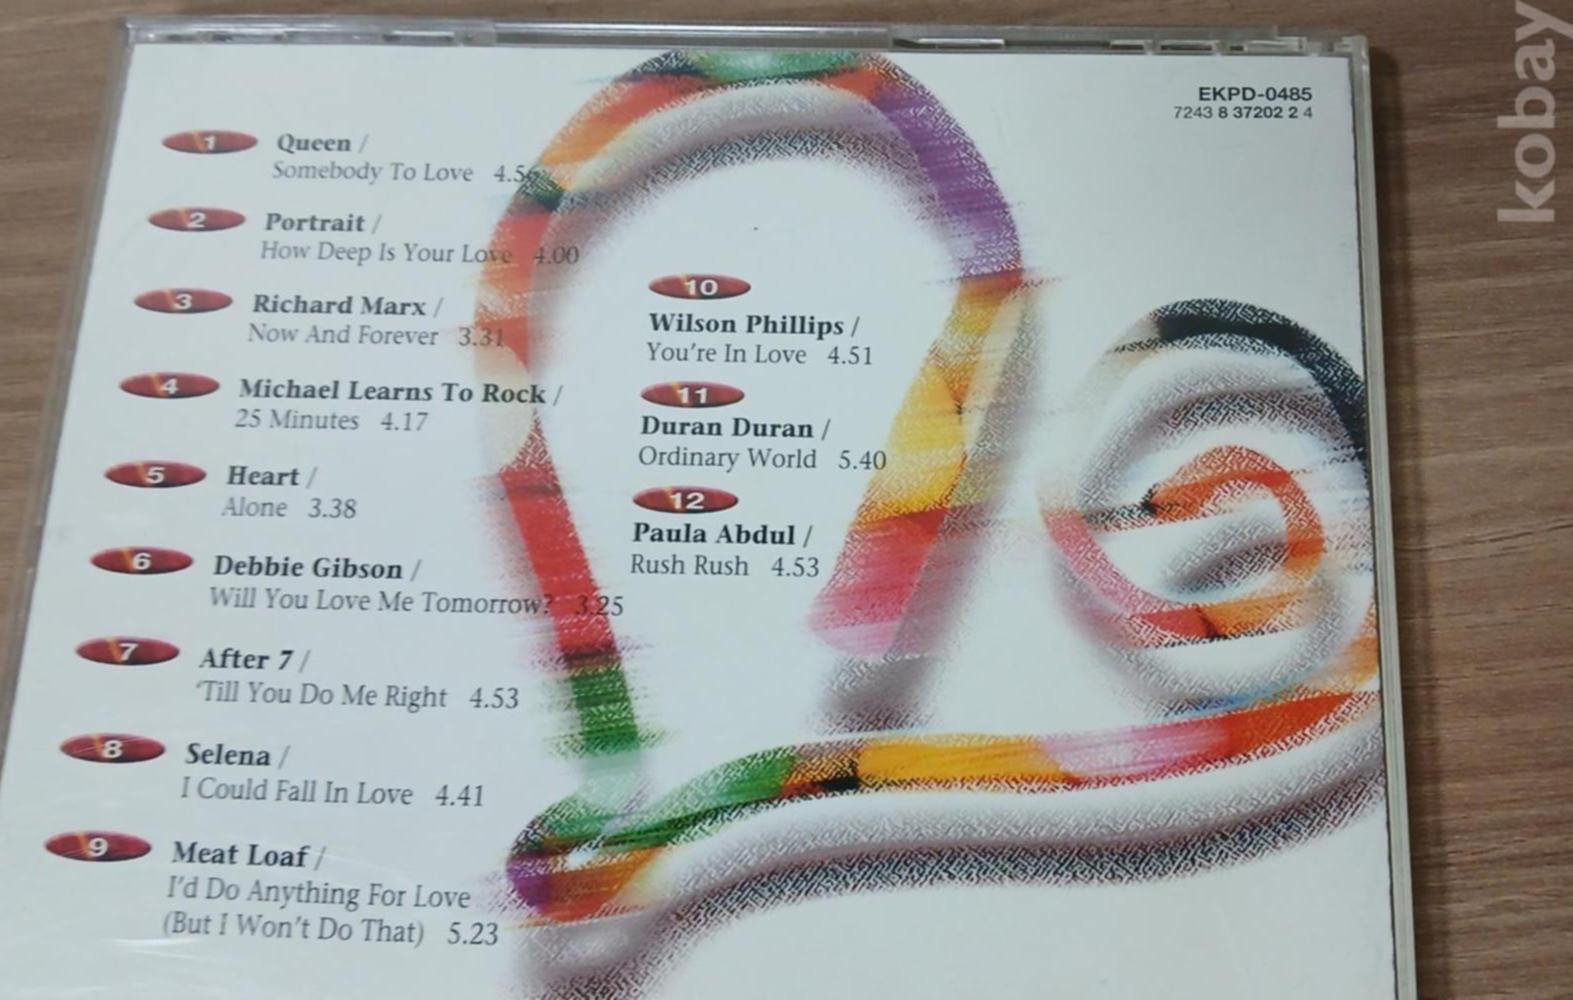 EKPD-0485
7243 8 37202 2 4
1 Queen /
Somebody To Love 4.56
2 Portrait /
How Deep Is Your Love 4.00
3 Richard Marx /
Now And Forever 3.31
4 Michael Learns To Rock /
25 Minutes 4.17
5 Heart /
Alone 3.38
6 Debbie Gibson /
Will You Love Me Tomorrow? 3.25
7 After 7 /
'Till You Do Me Right 4.53
8 Selena /
I Could Fall In Love 4.41
9 Meat Loaf /
I'd Do Anything For Love
(But I Won't Do That) 5.23
10
Wilson Phillips /
You're In Love 4.51
11
Duran Duran /
Ordinary World 5.40
12
Paula Abdul /
Rush Rush 4.53
kobay